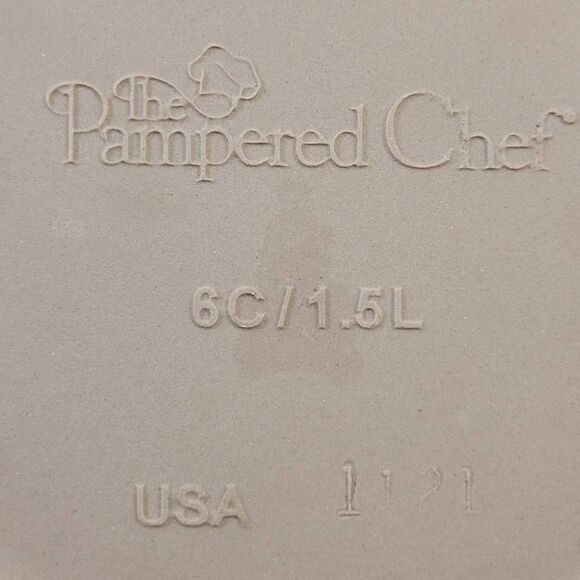 The
Pampered Chef
6C/1.5L
USA 1121